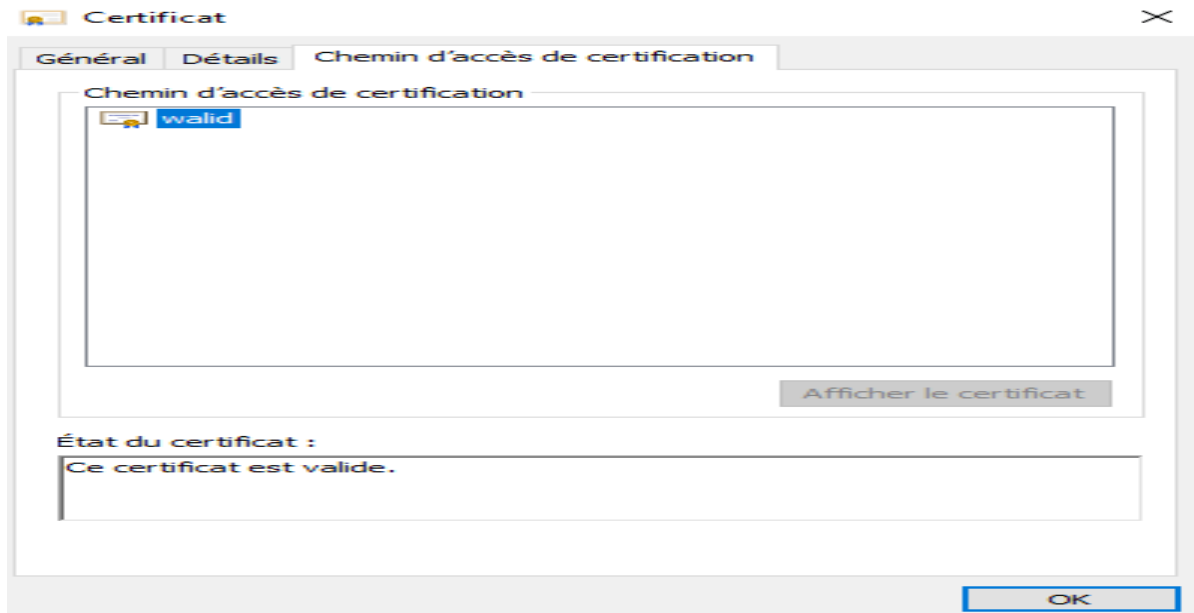 Certificat
Général Détails Chemin d'accès de certification
Chemin d'accès de certification
walid
Afficher le certificat
État du certificat :
Ce certificat est valide.
OK